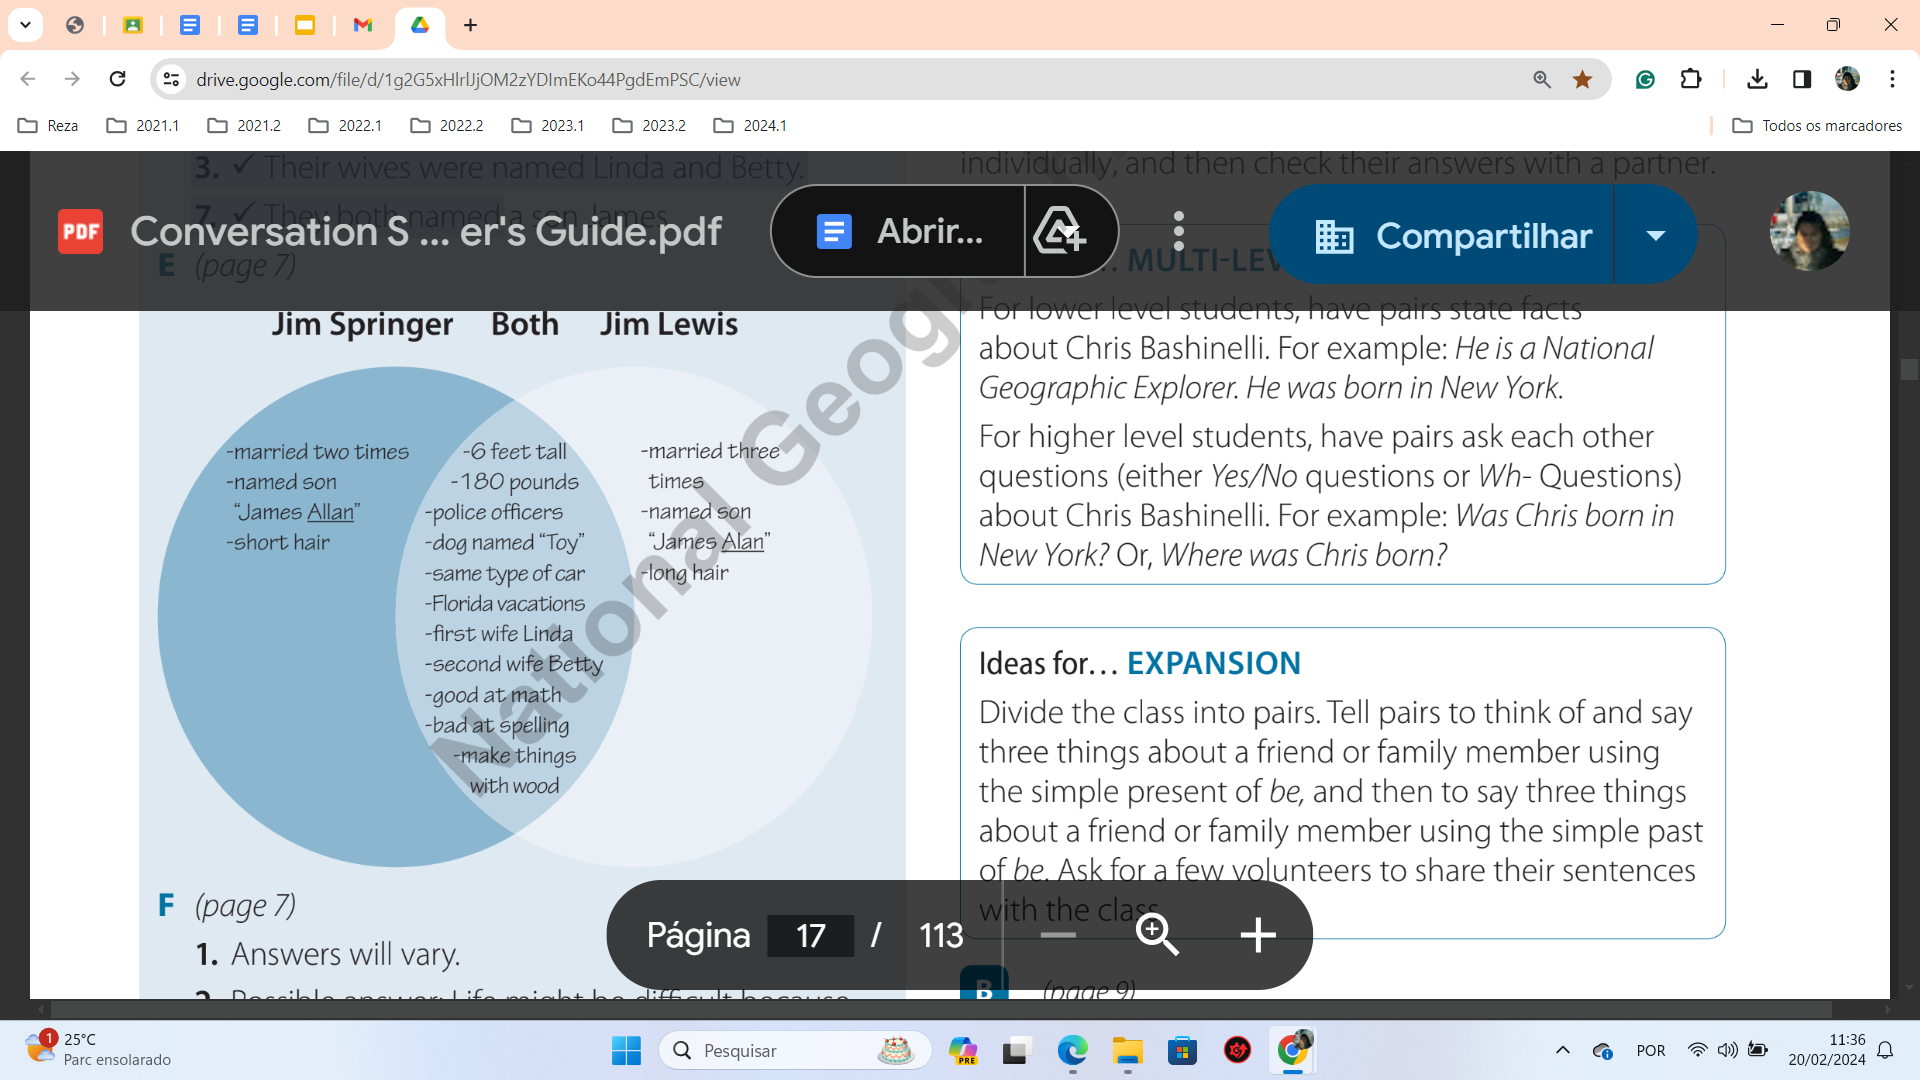 drive.google.com/file/d/1g2G5xHlrlJjOM2zYDImEKo44PgdEmPSC/view
Reza
2021.1
2021.2
2022.1
2022.2
2023.1
2023.2
2024.1
Todos os marcadores
3. ✓ Their wives were named Linda and Betty.
7. ✓ They both named a son James
E (page 7)
PDF
Conversation S ... er's Guide.pdf
Abrir...
Compartilhar
Jim Springer Both Jim Lewis
-married two times
-named son
“James Allan”
-short hair
-6 feet tall
-180 pounds
-police officers
-dog named “Toy”
-same type of car
-Florida vacations
-first wife Linda
-second wife Betty
-good at math
-bad at spelling
-make things
with wood
-married three
times
-named son
“James Alan”
-long hair
F (page 7)
1. Answers will vary.
2. Possible answer: Life might be difficult because
National Geogra
individually, and then check their answers with a partner.
... MULTI-LEV
For lower level students, have pairs state facts
about Chris Bashinelli. For example: He is a National
Geographic Explorer. He was born in New York.
For higher level students, have pairs ask each other
questions (either Yes/No questions or Wh- Questions)
about Chris Bashinelli. For example: Was Chris born in
New York? Or, Where was Chris born?
Ideas for… EXPANSION
Divide the class into pairs. Tell pairs to think of and say
three things about a friend or family member using
the simple present of be, and then to say three things
about a friend or family member using the simple past
of be. Ask for a few volunteers to share their sentences
with the class.
B (page 9)
Página 17 / 113
1
25°C
Parc ensolarado
Pesquisar
PRE
POR
11:36
20/02/2024